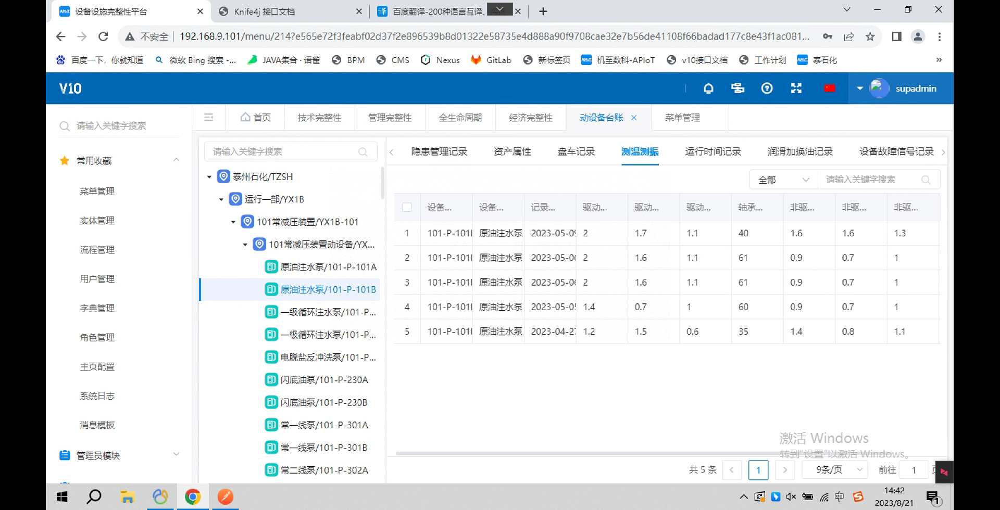 设备设施完整性平台
Knife4j 接口文档
百度翻译-200种语言互译、
不安全
192.168.9.101/menu/214?e565e72f3feabf02d37f2e896539b8d01322e58735e4d888a90f9708cae32e7b56de41108f66badad177c8e43f1ac081...
百度一下，你就知道
微软 Bing 搜索 -...
JAVA集合 · 语雀
BPM
CMS
Nexus
GitLab
新标签页
机至数科-APIoT
v10接口文档
工作计划
泰石化
V10
supadmin
请输入关键字搜索
常用收藏
菜单管理
实体管理
流程管理
用户管理
字典管理
角色管理
主页配置
系统日志
消息模板
管理员模块
首页
技术完整性
管理完整性
全生命周期
经济完整性
动设备台账
菜单管理
请输入关键字搜索
泰州石化/TZSH
运行一部/YX1B
101常减压装置/YX1B-101
101常减压装置动设备/YX...
原油注水泵/101-P-101A
原油注水泵/101-P-101B
一级循环注水泵/101-P...
一级循环注水泵/101-P...
电脱盐反冲洗泵/101-P...
闪底油泵/101-P-230A
闪底油泵/101-P-230B
常一线泵/101-P-301A
常一线泵/101-P-301B
常二线泵/101-P-302A
隐患管理记录
资产属性
盘车记录
测温测振
运行时间记录
润滑加换油记录
设备故障信号记录
全部
请输入关键字搜索
设备... 设备... 记录... 驱动... 驱动... 驱动... 轴承... 非驱... 非驱... 非驱...
1 101-P-101 原油注水泵 2023-05-09 2 1.7 1.1 40 1.6 1.6 1.3
2 101-P-101 原油注水泵 2023-05-06 2 1.6 1.1 61 0.9 0.7 1
3 101-P-101 原油注水泵 2023-05-06 2 1.6 1.1 61 0.9 0.7 1
4 101-P-101 原油注水泵 2023-05-05 1.4 0.7 1 60 0.9 0.7 1
5 101-P-101 原油注水泵 2023-04-27 1.2 1.5 0.6 35 1.4 0.8 1.1
激活 Windows
转到"设置"以激活 Windows。
共 5 条
1
9条/页
前往
1
中
14:42
2023/8/21
1